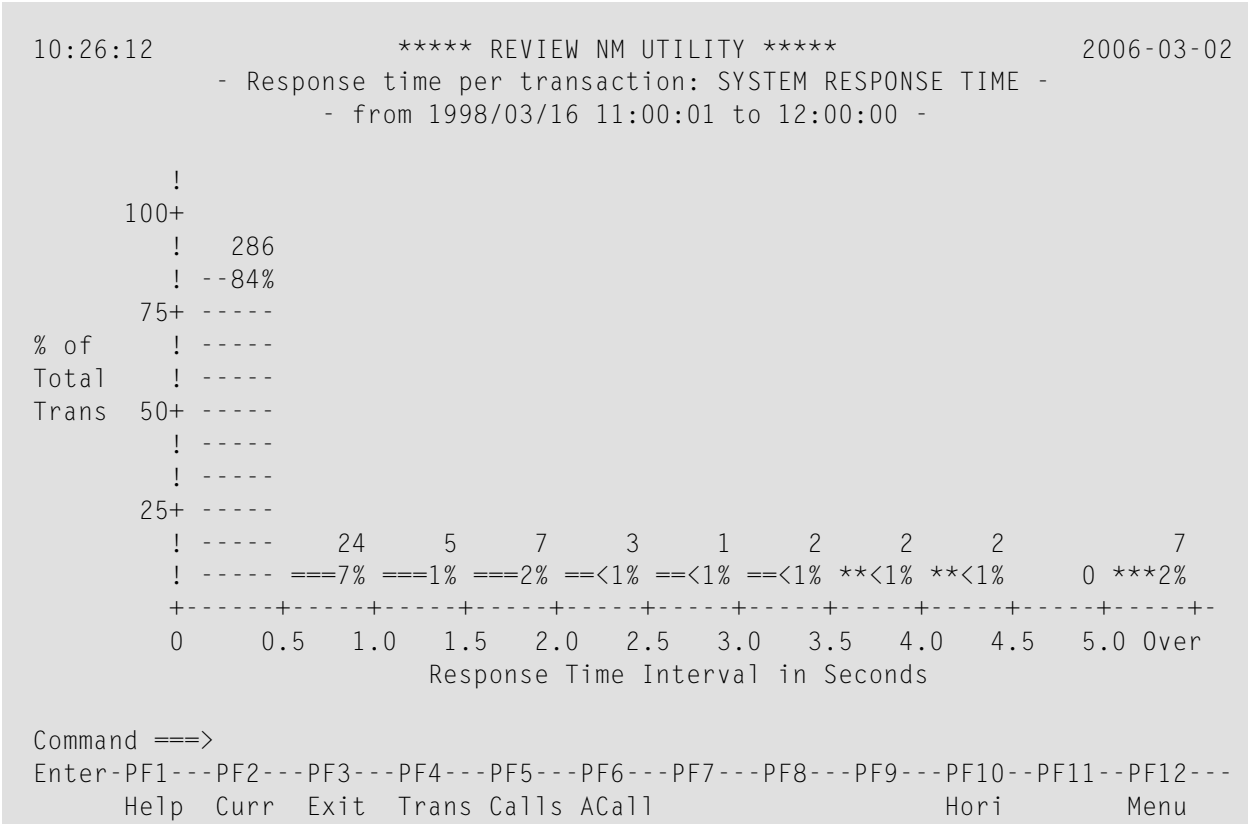 10:26:12                ***** REVIEW NM UTILITY *****                2006-03-02
            - Response time per transaction: SYSTEM RESPONSE TIME -
                   - from 1998/03/16 11:00:01 to 12:00:00 -
         !
      100+
         !   286
         ! --84%
       75+ -----
% of     ! -----
Total    ! -----
Trans  50+ -----
         ! -----
         ! -----
       25+ -----
         ! -----    24     5     7     3     1     2     2     2           7
         ! ----- ===7% ===1% ===2% ==<1% ==<1% ==<1% **<1% **<1%     0 ***2%
         +------+-----+-----+-----+-----+-----+-----+-----+-----+-----+-----+-
         0     0.5   1.0   1.5   2.0   2.5   3.0   3.5   4.0   4.5   5.0 Over
                          Response Time Interval in Seconds
Command ===>
Enter-PF1---PF2---PF3---PF4---PF5---PF6---PF7---PF8---PF9---PF10--PF11--PF12---
      Help  Curr  Exit  Trans Calls ACall                   Hori        Menu